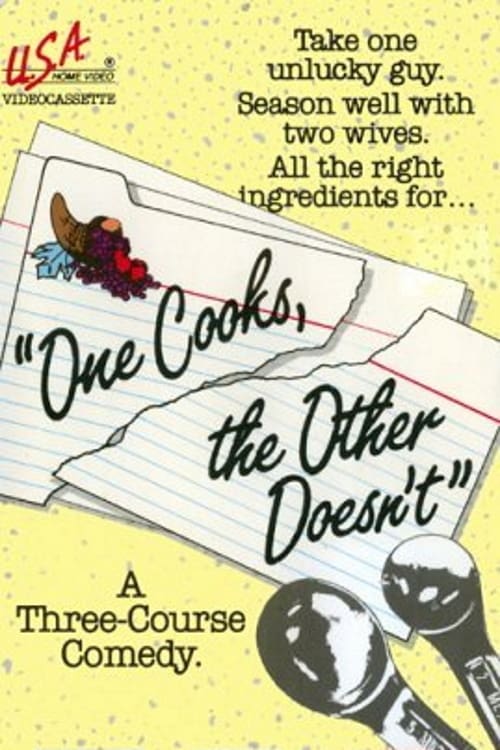 U.S.A.
®
HOME VIDEO
VIDEOCASSETTE
Take one
unlucky guy.
Season well with
two wives.
All the right
ingredients for...
"One Cooks,
the Other
Doesn't"
A
Three-Course
Comedy.